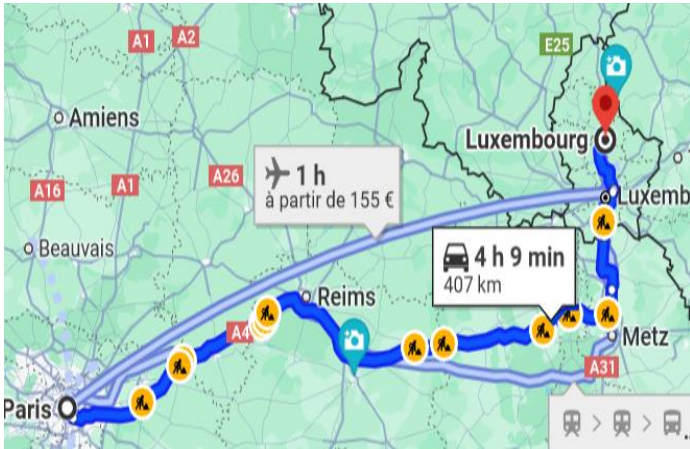 A1
A2
E25
Amiens
Luxembourg
1 h
à partir de 155 €
A16
A1
A26
Luxemb
Beauvais
4 h 9 min
407 km
Reims
A4
Metz
A31
Paris
> >